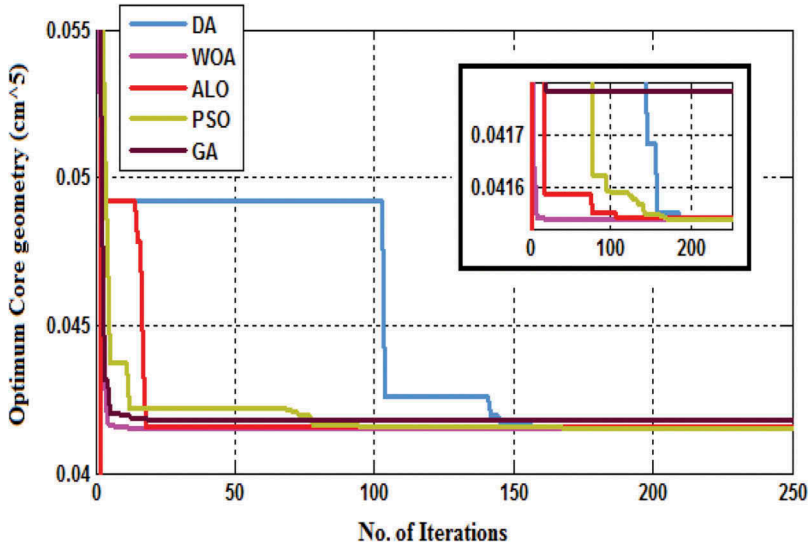 0.055
0.05
0.045
0.04
Optimum Core geometry (cm^5)
DA
WOA
ALO
PSO
GA
0.0417
0.0416
0 100 200
0 50 100 150 200 250
No. of Iterations